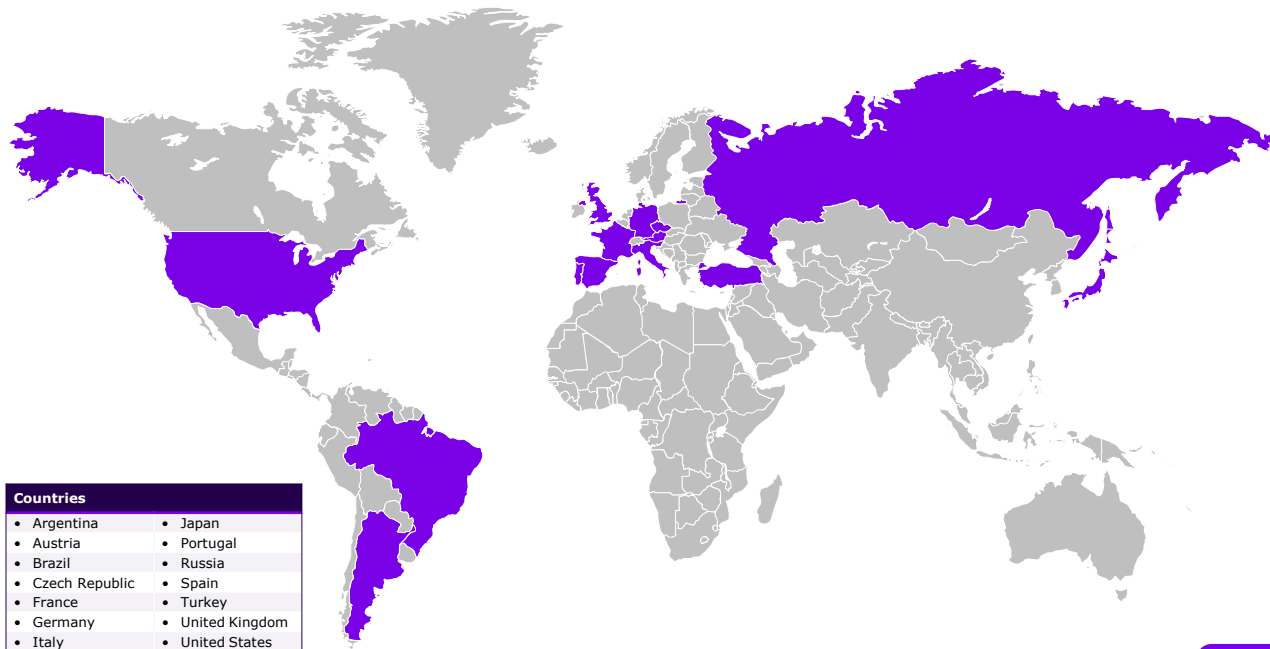 Countries
• Argentina • Japan
• Austria • Portugal
• Brazil • Russia
• Czech Republic • Spain
• France • Turkey
• Germany • United Kingdom
• Italy • United States